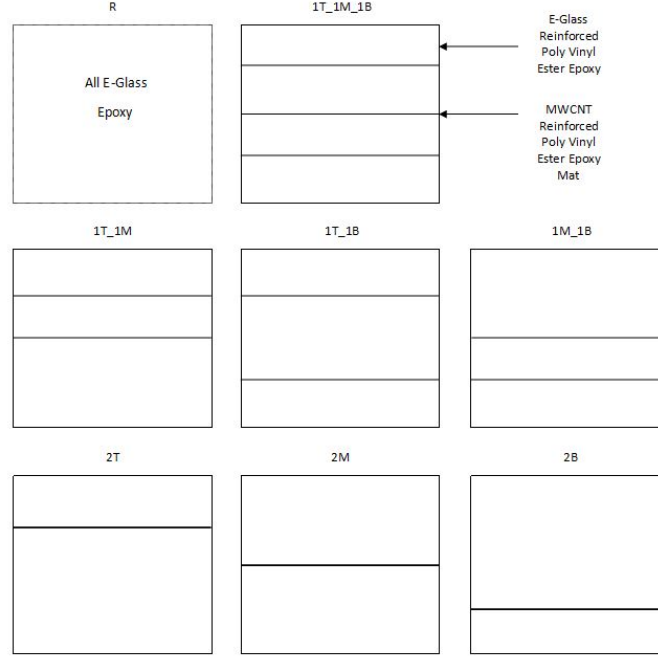 R
1T_1M_1B
E-Glass
Reinforced
Poly Vinyl
Ester Epoxy
All E-Glass
Epoxy
MWCNT
Reinforced
Poly Vinyl
Ester Epoxy
Mat
1T_1M
1T_1B
1M_1B
2T
2M
2B